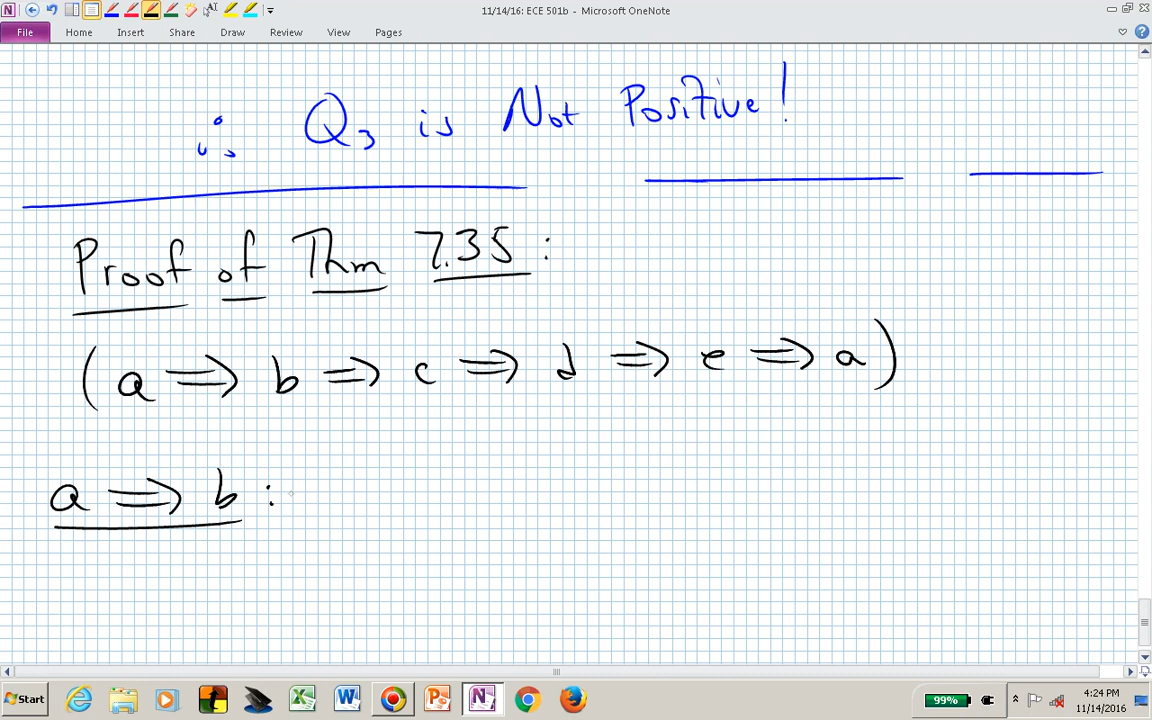 11/14/16: ECE 501b - Microsoft OneNote
File Home Insert Share Draw Review View Pages
∴ Q₃ is Not Positive!
Proof of Thm 7.35:
(a ⟹ b ⟹ c ⟹ d ⟹ e ⟹ a)
a ⟹ b :
Start 99% 4:24 PM
11/14/2016